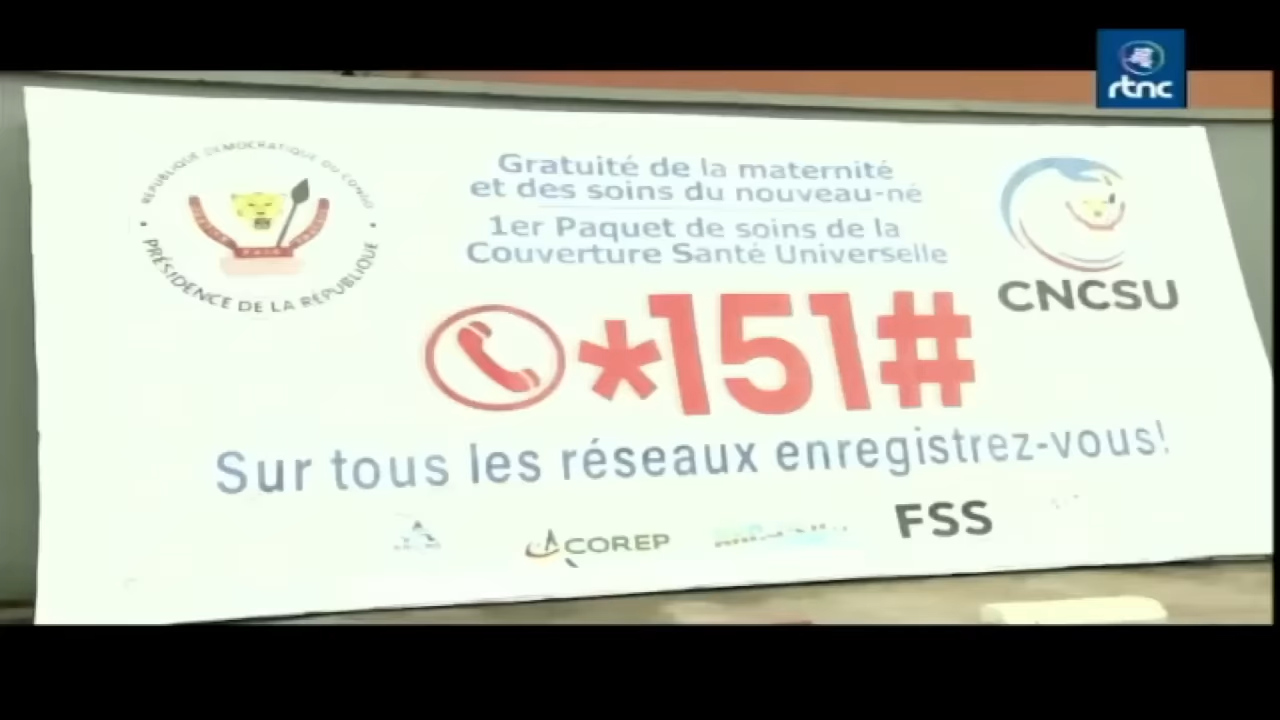 rtnc
RÉPUBLIQUE DÉMOCRATIQUE DU CONGO
PRÉSIDENCE DE LA RÉPUBLIQUE
Gratuité de la maternité
et des soins du nouveau-né
1er Paquet de soins de la
Couverture Santé Universelle
CNCSU
*151#
Sur tous les réseaux enregistrez-vous!
COREP
FSS